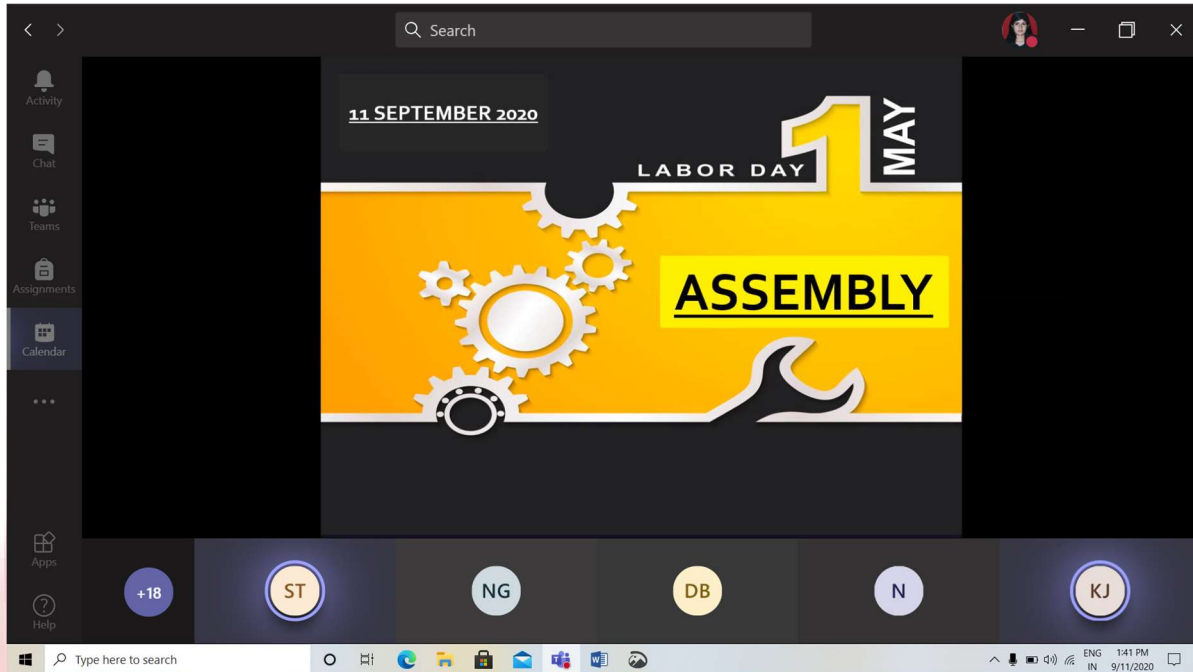 Search
Activity
Chat
Teams
Assignments
Calendar
Apps
Help
11 SEPTEMBER 2020
LABOR DAY
1
MAY
ASSEMBLY
+18
ST
NG
DB
N
KJ
Type here to search
ENG
IN
1:41 PM
9/11/2020